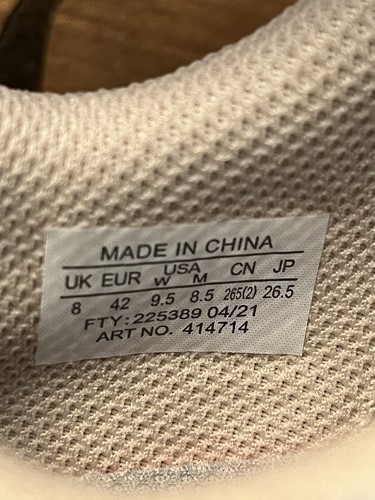 MADE IN CHINA
UK EUR USA W M CN JP
8 42 9.5 8.5 265(2) 26.5
FTY: 225389 04/21
ART NO. 414714